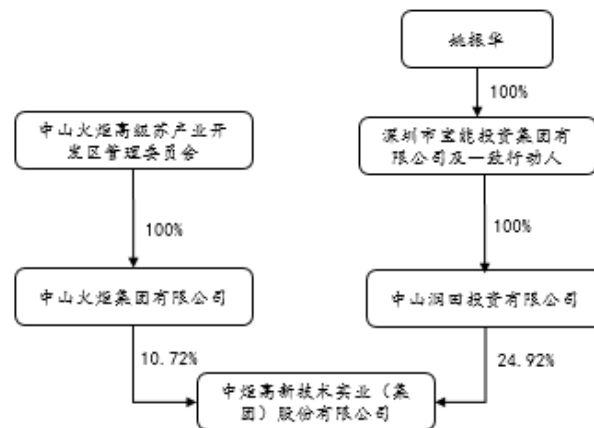 姚振华
100%
中山火炬高级苏产业开
发区管理委员会
深圳市宝能投资集团有
限公司及一致行动人
100%
100%
中山火炬集团有限公司
中山润田投资有限公司
10.72%
24.92%
中炬高新技术实业（集
团）股份有限公司